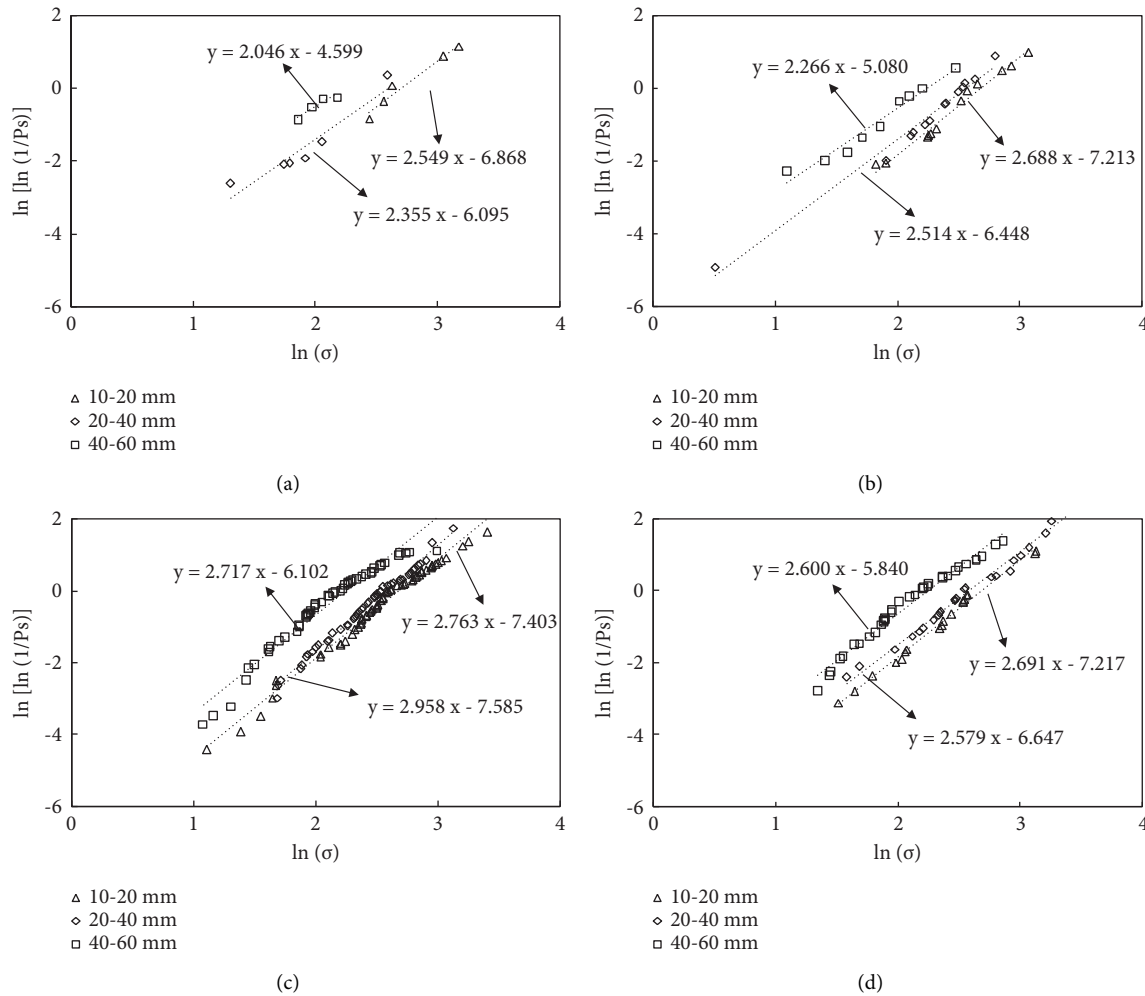 2
0
-2
-4
-6
ln [ln (1/Ps)]
y = 2.046 x - 4.599
y = 2.549 x - 6.868
y = 2.355 x - 6.095
0 1 2 3 4
ln (σ)
10-20 mm
20-40 mm
40-60 mm
(a)
2
0
-2
-4
-6
ln [ln (1/Ps)]
y = 2.266 x - 5.080
y = 2.688 x - 7.213
y = 2.514 x - 6.448
0 1 2 3 4
ln (σ)
10-20 mm
20-40 mm
40-60 mm
(b)
2
0
-2
-4
-6
ln [ln (1/Ps)]
y = 2.717 x - 6.102
y = 2.763 x - 7.403
y = 2.958 x - 7.585
0 1 2 3 4
ln (σ)
10-20 mm
20-40 mm
40-60 mm
(c)
2
0
-2
-4
-6
ln [ln (1/Ps)]
y = 2.600 x - 5.840
y = 2.691 x - 7.217
y = 2.579 x - 6.647
0 1 2 3 4
ln (σ)
10-20 mm
20-40 mm
40-60 mm
(d)